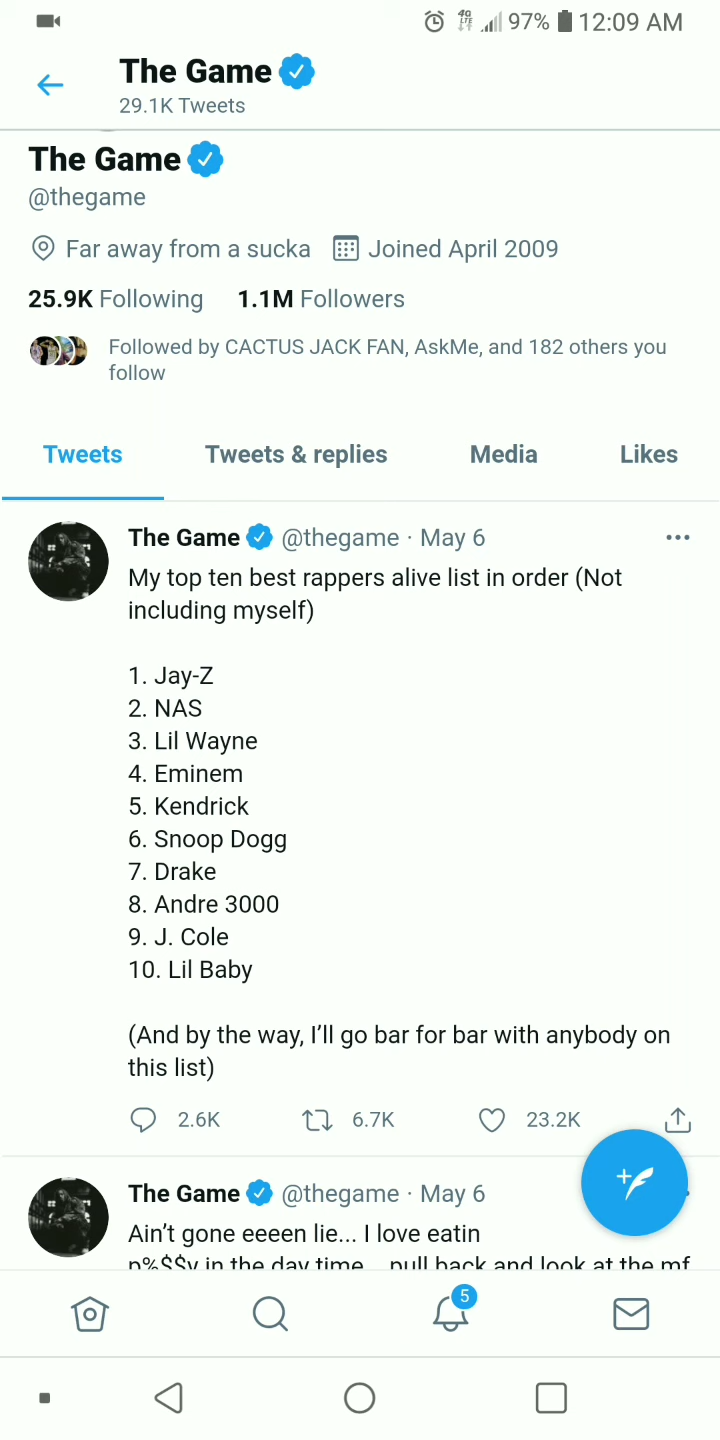 4G LTE 97% 12:09 AM
The Game
29.1K Tweets
The Game
@thegame
Far away from a sucka Joined April 2009
25.9K Following 1.1M Followers
Followed by CACTUS JACK FAN, AskMe, and 182 others you
follow
Tweets Tweets & replies Media Likes
The Game @thegame · May 6
My top ten best rappers alive list in order (Not
including myself)
1. Jay-Z
2. NAS
3. Lil Wayne
4. Eminem
5. Kendrick
6. Snoop Dogg
7. Drake
8. Andre 3000
9. J. Cole
10. Lil Baby
(And by the way, I’ll go bar for bar with anybody on
this list)
2.6K 6.7K 23.2K
The Game @thegame · May 6
Ain’t gone eeeen lie... I love eatin
p%$$y in the day time... pull back and look at the mf
5